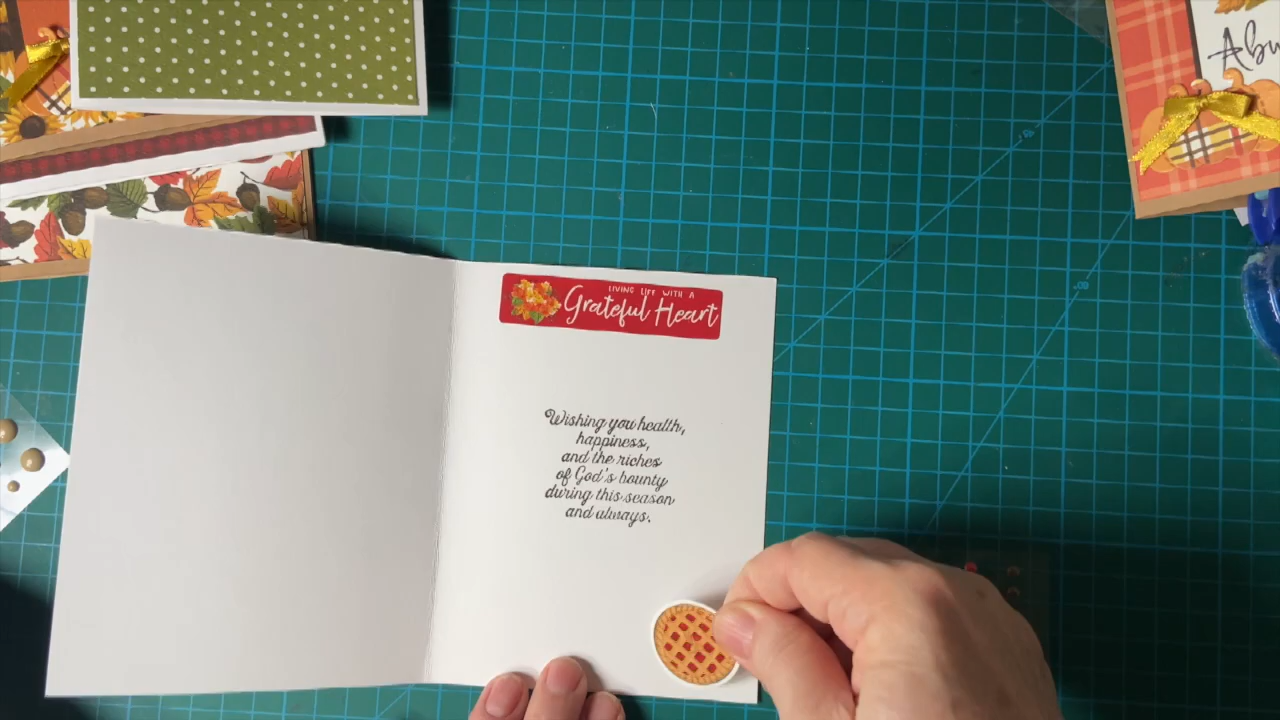 LIVING LIFE WITH A
Grateful Heart
Wishing you health,
happiness,
and the riches
of God's bounty
during this season
and always.
Abu